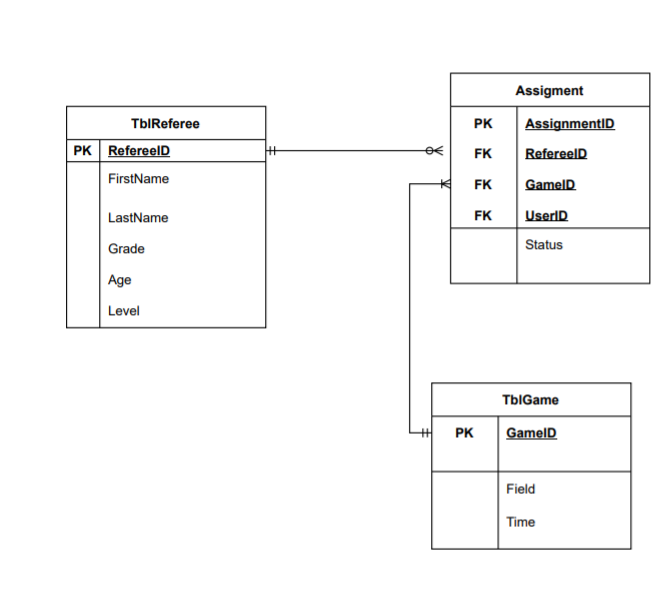 TblReferee
PK RefereeID
FirstName
LastName
Grade
Age
Level
Assigment
PK AssignmentID
FK RefereeID
FK GameID
FK UserID
Status
TblGame
PK GameID
Field
Time